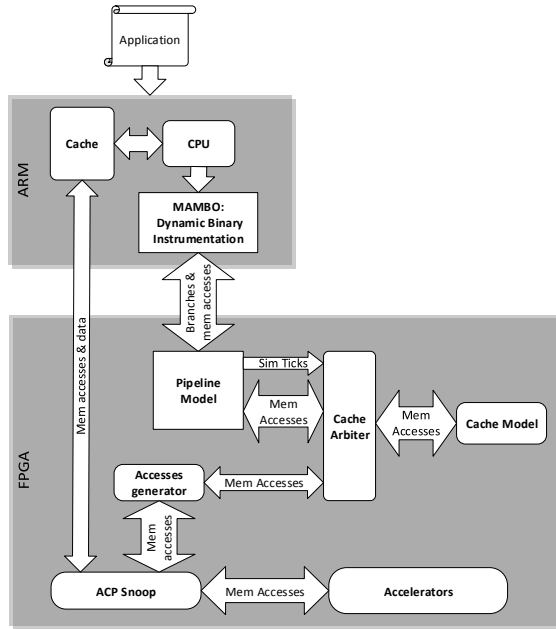 Application
ARM
Cache
CPU
MAMBO:
Dynamic Binary
Instrumentation
Branches &
mem accesses
Mem accesses & data
FPGA
Pipeline
Model
Sim Ticks
Mem
Accesses
Cache
Arbiter
Mem
Accesses
Cache Model
Accesses
generator
Mem Accesses
Mem
accesses
ACP Snoop
Mem Accesses
Accelerators